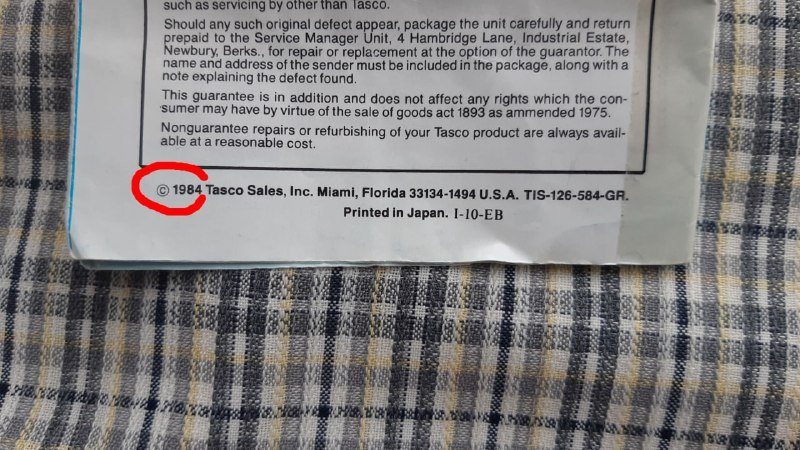 such as servicing by other than Tasco.
Should any such original defect appear, package the unit carefully and return
prepaid to the Service Manager Unit, 4 Hambridge Lane, Industrial Estate,
Newbury, Berks., for repair or replacement at the option of the guarantor. The
name and address of the sender must be included in the package, along with a
note explaining the defect found.
This guarantee is in addition and does not affect any rights which the con-
sumer may have by virtue of the sale of goods act 1893 as ammended 1975.
Nonguarantee repairs or refurbishing of your Tasco product are always avail-
able at a reasonable cost.
© 1984 Tasco Sales, Inc. Miami, Florida 33134-1494 U.S.A. TIS-126-584-GR.
Printed in Japan. I-10-EB